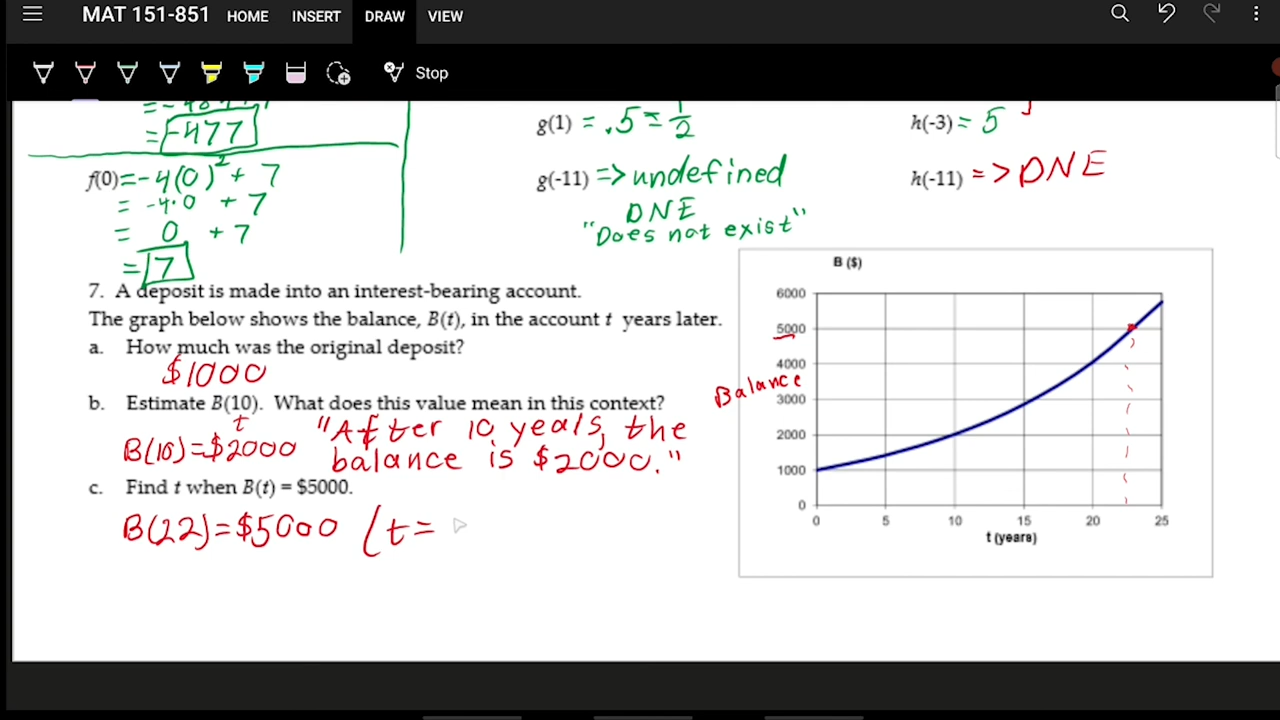 MAT 151-851 HOME INSERT DRAW VIEW
Stop
= -477
f(0) = -4(0)² + 7
= -4·0 + 7
= 0 + 7
= 7
g(1) = .5 = 1/2
g(-11) => undefined
DNE
"Does not exist"
h(-3) = 5
h(-11) => DNE
7. A deposit is made into an interest-bearing account.
The graph below shows the balance, B(t), in the account t years later.
a. How much was the original deposit?
$1000
b. Estimate B(10). What does this value mean in this context?
t
B(10)=$2000 "After 10 years, the
balance is $2000."
c. Find t when B(t) = $5000.
B(22)=$5000 (t=
B ($)
6000
5000
4000
Balance
3000
2000
1000
0
0 5 10 15 20 25
t (years)